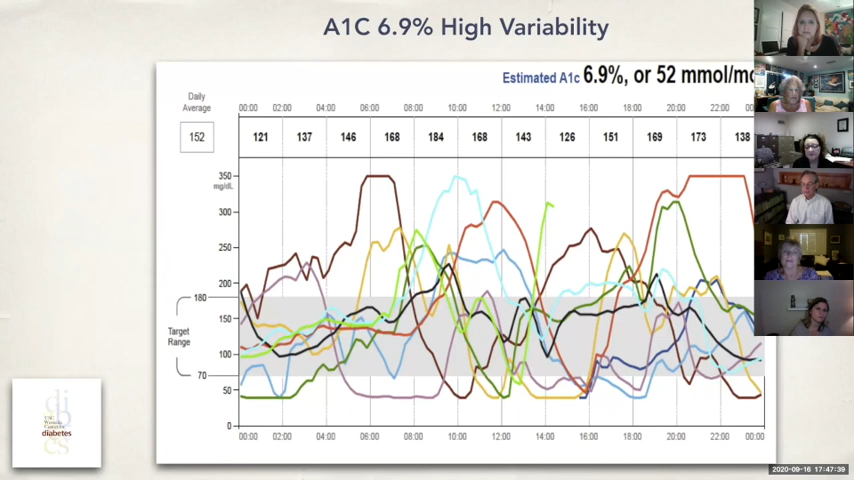 A1C 6.9% High Variability
Estimated A1c 6.9%, or 52 mmol/mo
Daily
Average
00:00 02:00 04:00 06:00 08:00 10:00 12:00 14:00 16:00 18:00 20:00 22:00 00:00
152 121 137 146 168 184 168 143 126 151 169 173 138
350
mg/dL
300
250
200
180
150
Target
Range
100
70
50
0
00:00 02:00 04:00 06:00 08:00 10:00 12:00 14:00 16:00 18:00 20:00 22:00 00:00
diabetes
2020-09-16 17:47:39